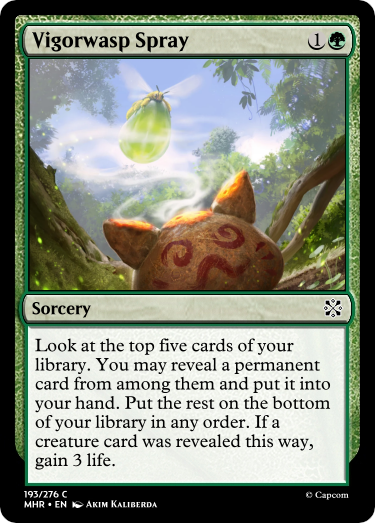 Vigorwasp Spray 1
Sorcery
Look at the top five cards of your
library. You may reveal a permanent
card from among them and put it into
your hand. Put the rest on the bottom
of your library in any order. If a
creature card was revealed this way,
gain 3 life.
193/276 C
MHR • EN Akim Kaliberda
© Capcom